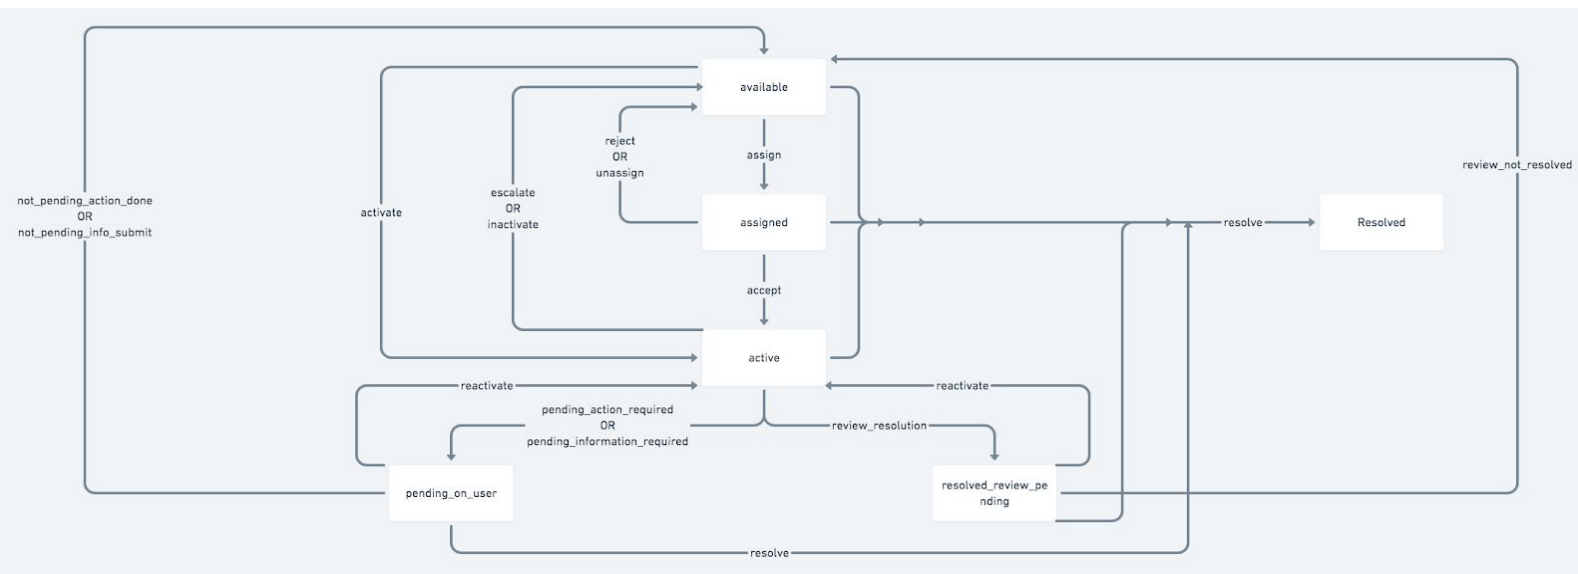 available
reject
OR
unassign
assign
review_not_resolved
escalate
OR
inactivate
not_pending_action_done
OR
not_pending_info_submit
activate
assigned
resolve
Resolved
accept
active
reactivate
reactivate
pending_action_required
OR
pending_information_required
review_resolution
pending_on_user
resolved_review_pe
nding
resolve